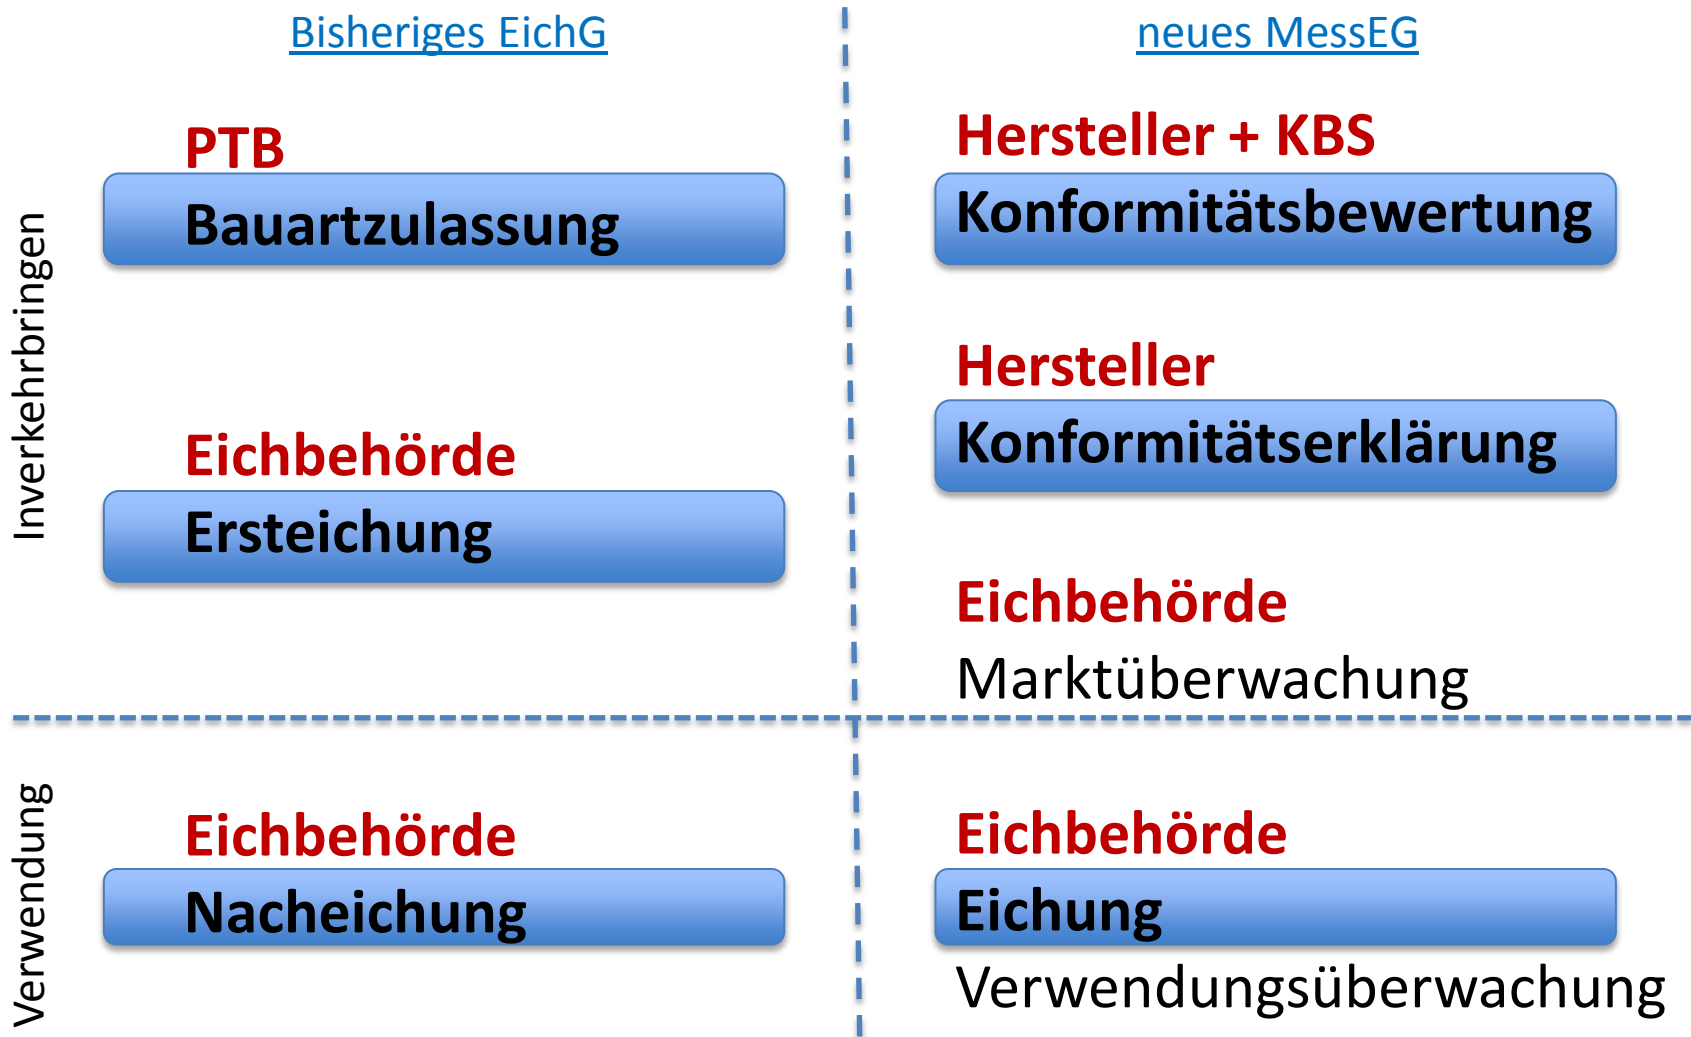 Bisheriges EichG
neues MessEG
Inverkehrbringen
PTB
Bauartzulassung
Eichbehörde
Ersteichung
Hersteller + KBS
Konformitätsbewertung
Hersteller
Konformitätserklärung
Eichbehörde
Marktüberwachung
Verwendung
Eichbehörde
Nacheichung
Eichbehörde
Eichung
Verwendungsüberwachung